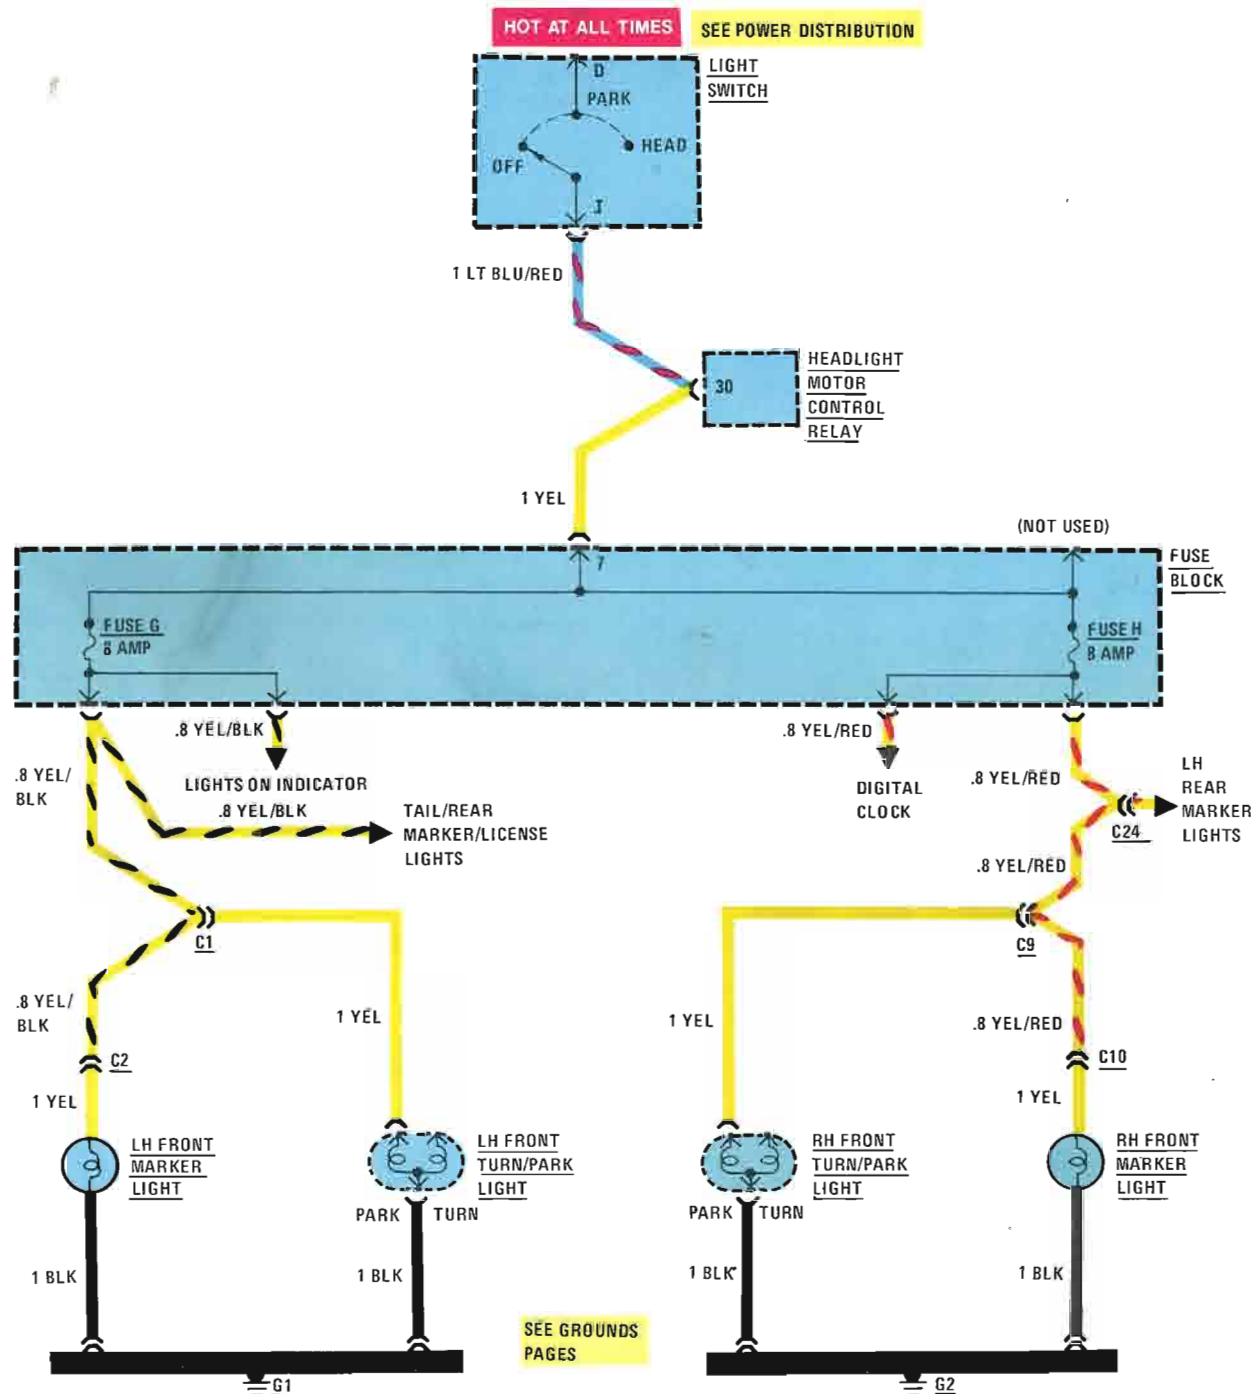 HOT AT ALL TIMES
SEE POWER DISTRIBUTION
D
LIGHT
SWITCH
PARK
OFF
HEAD
I
1 LT BLU/RED
30
HEADLIGHT
MOTOR
CONTROL
RELAY
1 YEL
(NOT USED)
7
FUSE
BLOCK
FUSE G
8 AMP
FUSE H
8 AMP
.8 YEL/
BLK
.8 YEL/BLK
LIGHTS ON INDICATOR
.8 YEL/BLK
TAIL/REAR
MARKER/LICENSE
LIGHTS
.8 YEL/RED
DIGITAL
CLOCK
.8 YEL/RED
LH
REAR
MARKER
LIGHTS
C24
.8 YEL/RED
C1
C9
.8 YEL/
BLK
1 YEL
1 YEL
.8 YEL/RED
C2
C10
1 YEL
1 YEL
LH FRONT
MARKER
LIGHT
LH FRONT
TURN/PARK
LIGHT
RH FRONT
TURN/PARK
LIGHT
RH FRONT
MARKER
LIGHT
PARK
TURN
PARK
TURN
1 BLK
1 BLK
1 BLK
1 BLK
SEE GROUNDS
PAGES
G1
G2